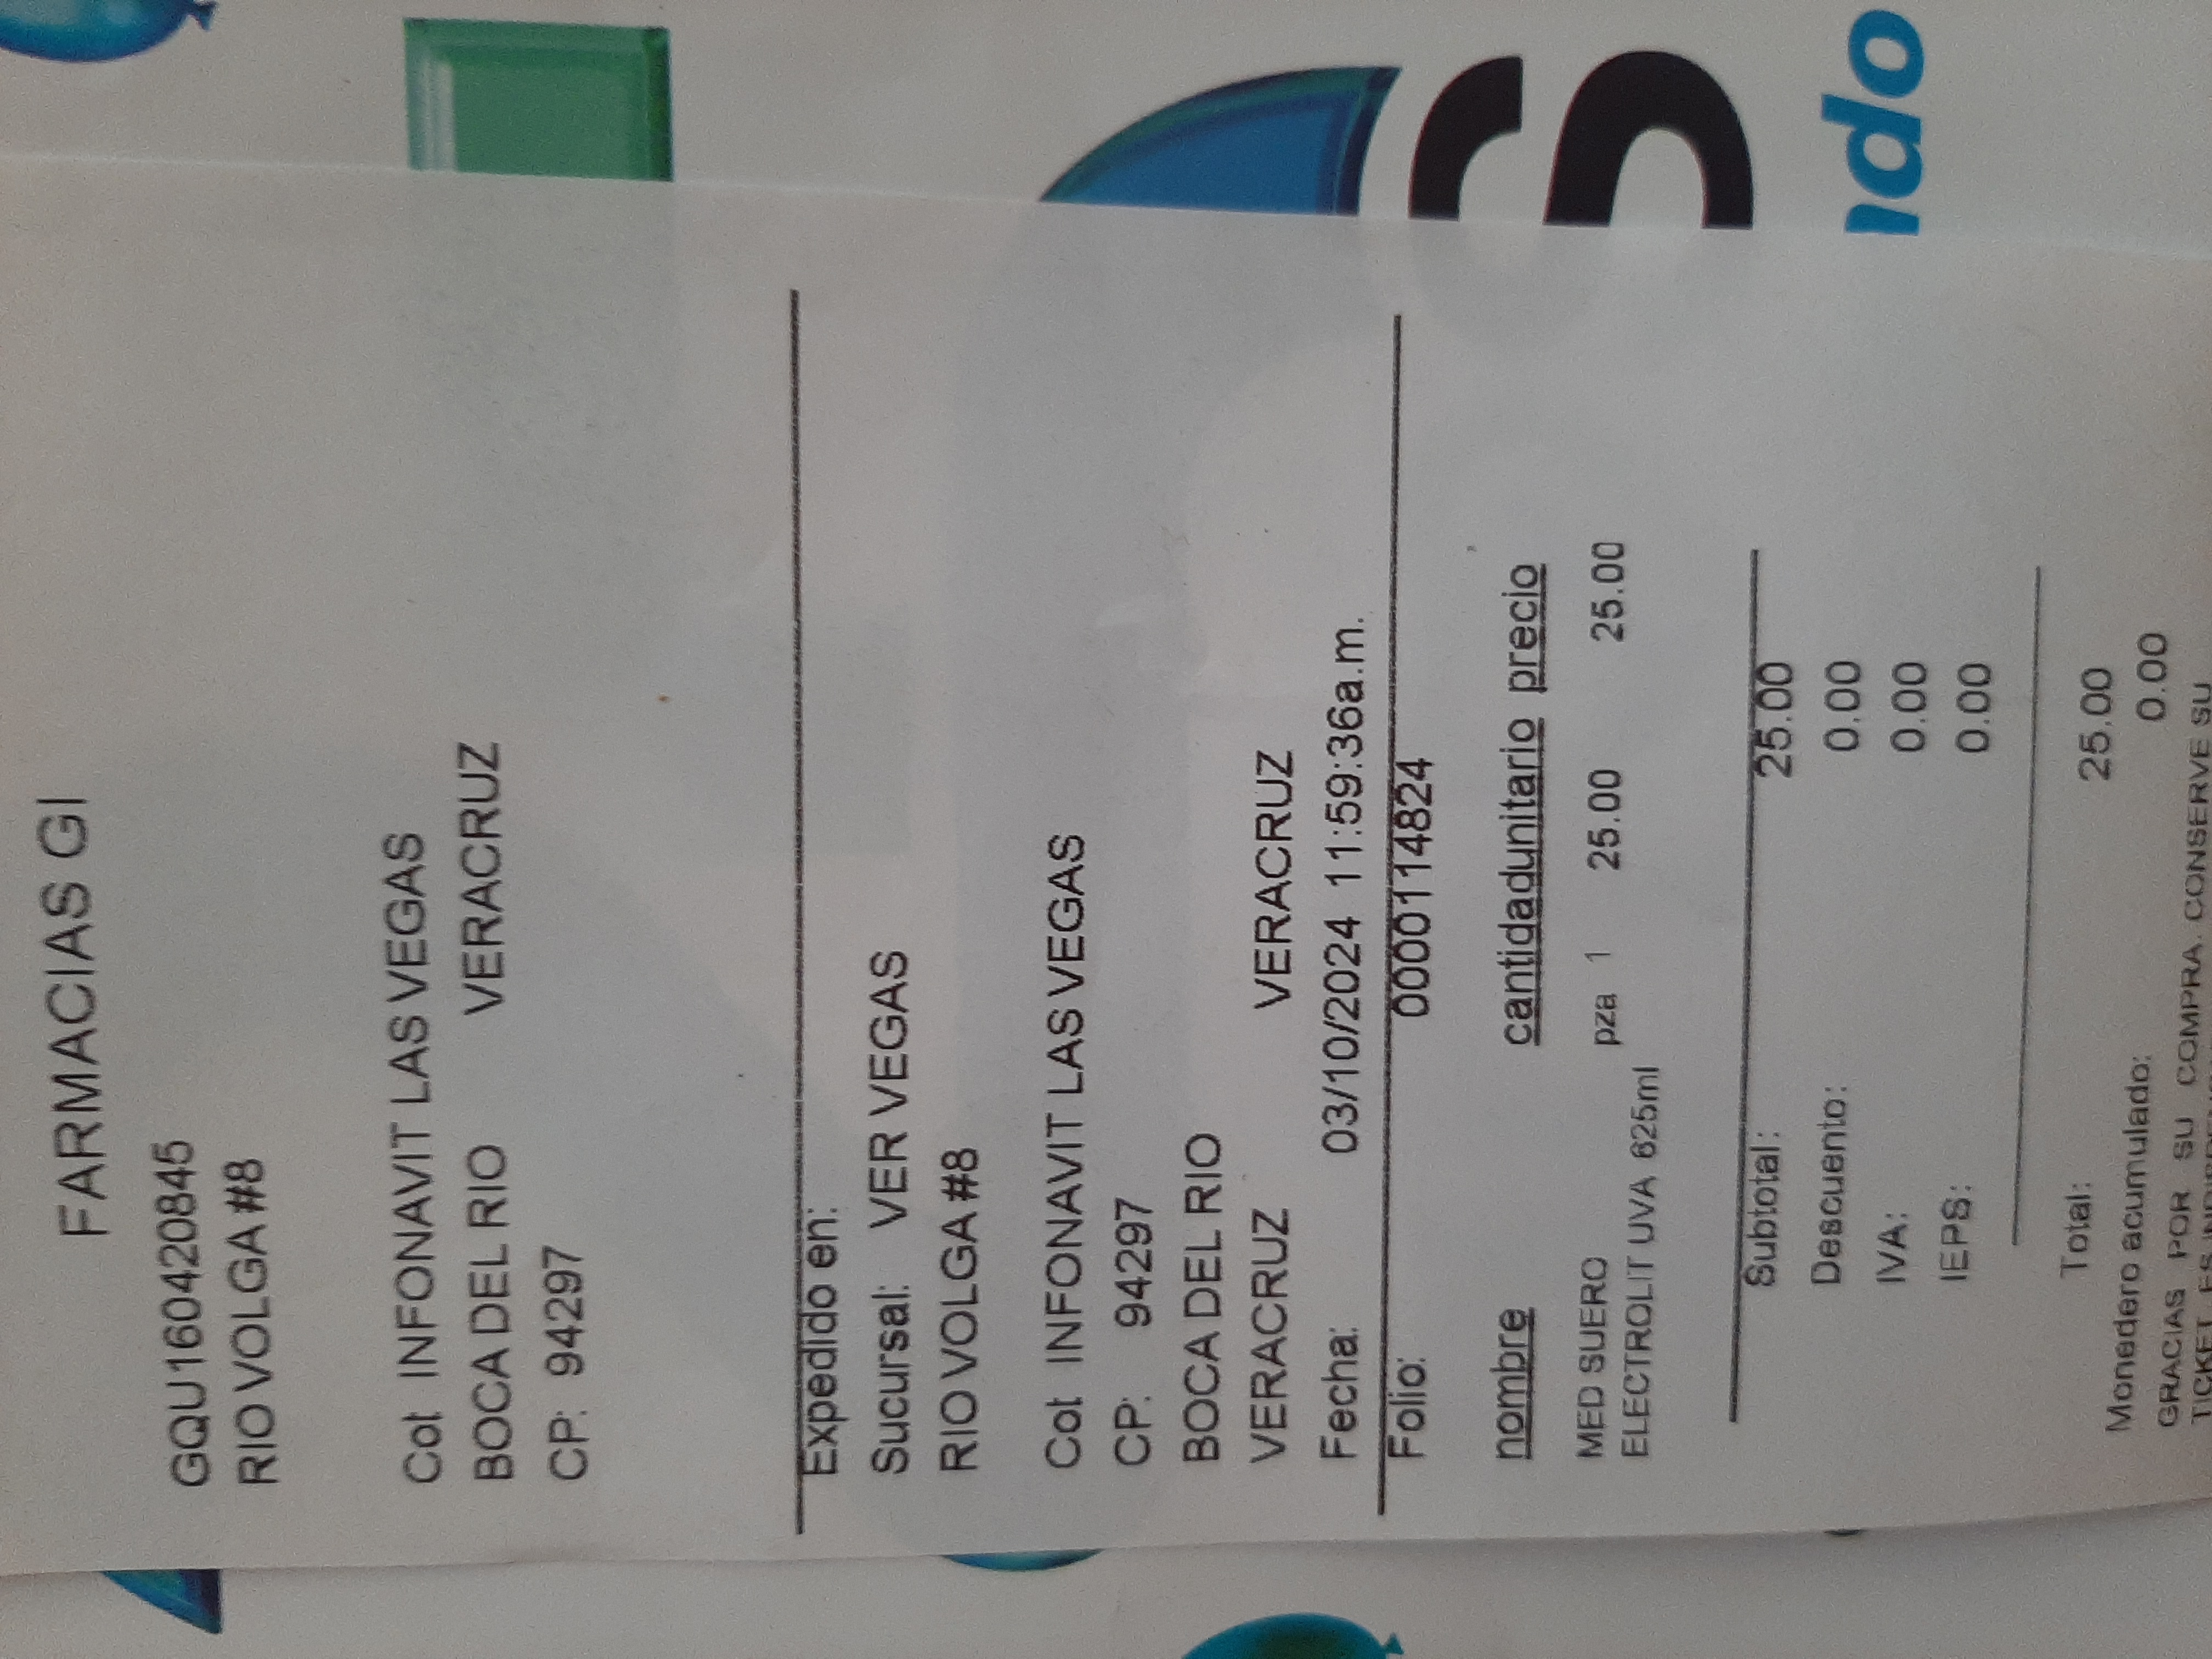 FARMACIAS GI
GQU160420845
RIO VOLGA #8
Col INFONAVIT LAS VEGAS
BOCA DEL RIO VERACRUZ
CP: 94297
Expedido en:
Sucursal: VER VEGAS
RIO VOLGA #8
Col INFONAVIT LAS VEGAS
CP: 94297
BOCA DEL RIO
VERACRUZ VERACRUZ
Fecha: 03/10/2024 11:59:36a.m.
Folio: 0000114824
nombre cantidadunitario precio
MED SUERO pza 1 25.00 25.00
ELECTROLIT UVA 625ml
Subtotal: 25.00
Descuento: 0.00
IVA: 0.00
IEPS: 0.00
Total: 25.00
Monedero acumulado: 0.00
GRACIAS POR SU COMPRA. CONSERVE SU
TICKET ES